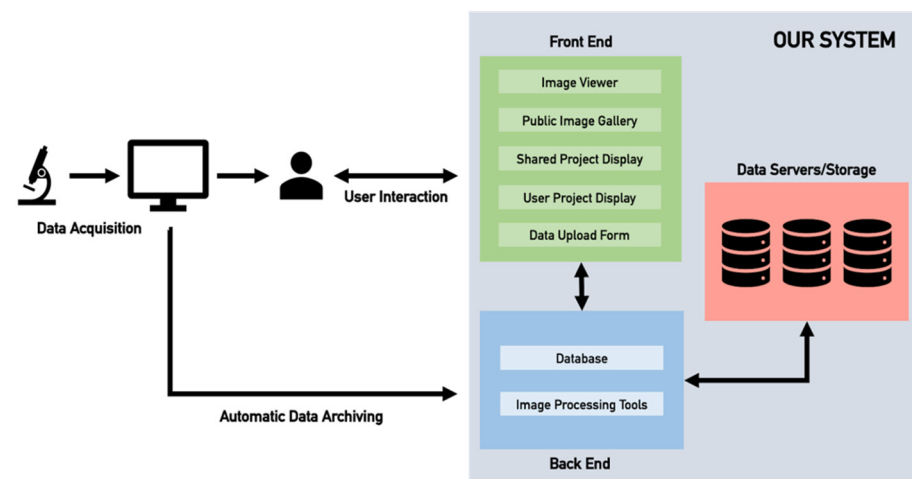 OUR SYSTEM
Front End
Image Viewer
Public Image Gallery
Shared Project Display
User Project Display
Data Upload Form
Data Servers/Storage
User Interaction
Data Acquisition
Database
Image Processing Tools
Automatic Data Archiving
Back End